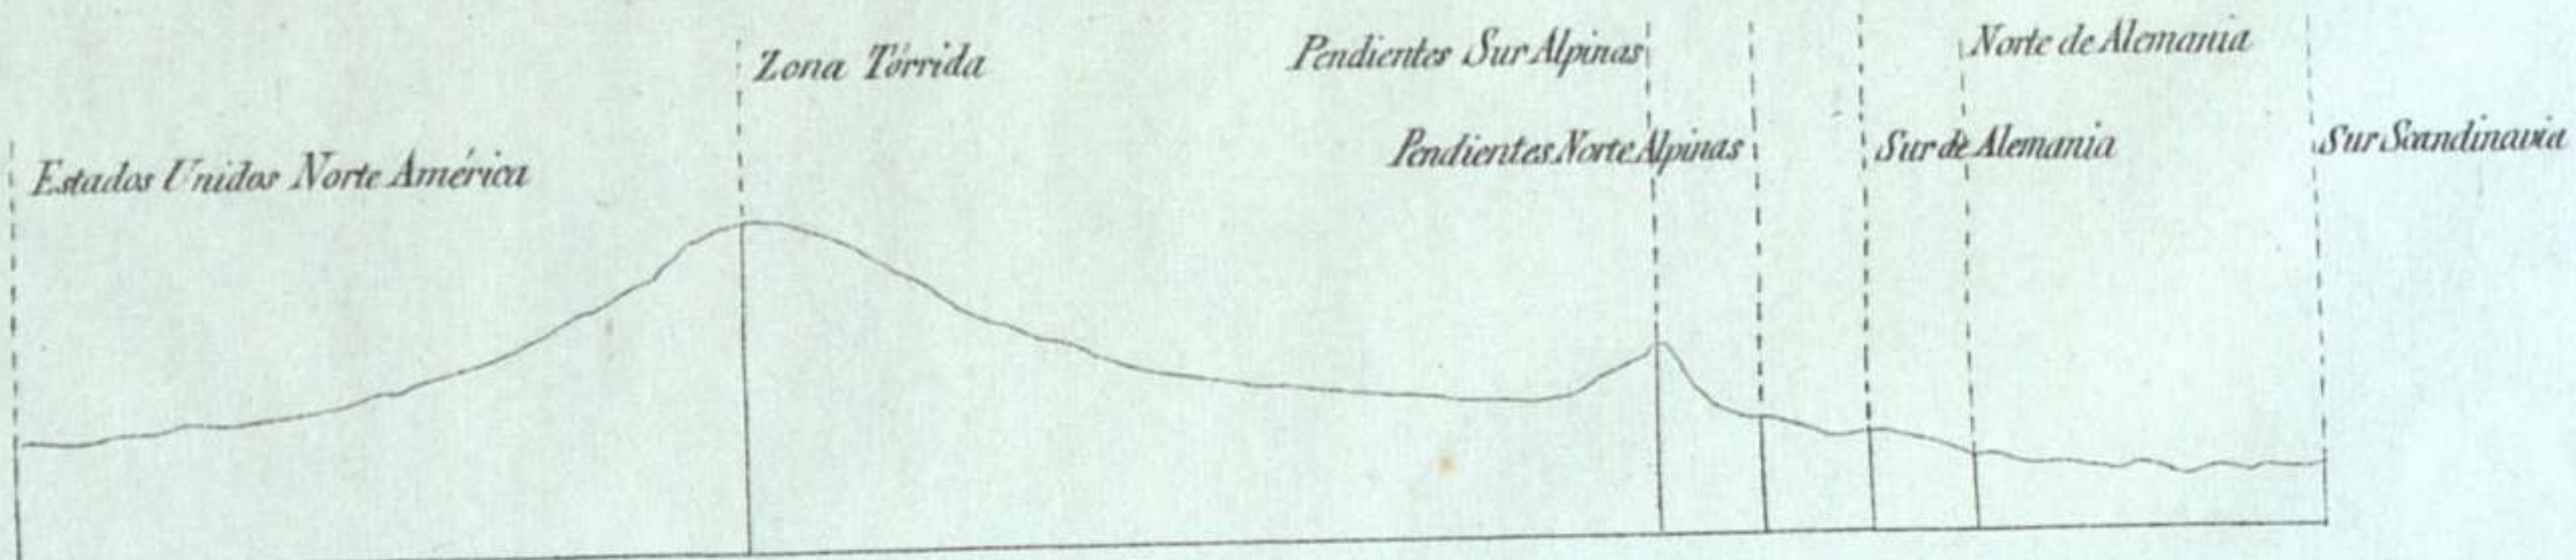 Zona Tórrida
Pendientes Sur Alpinas
Norte de Alemania
Estados Unidos Norte América
Pendientes Norte Alpinas
Sur de Alemania
Sur Scandinavia